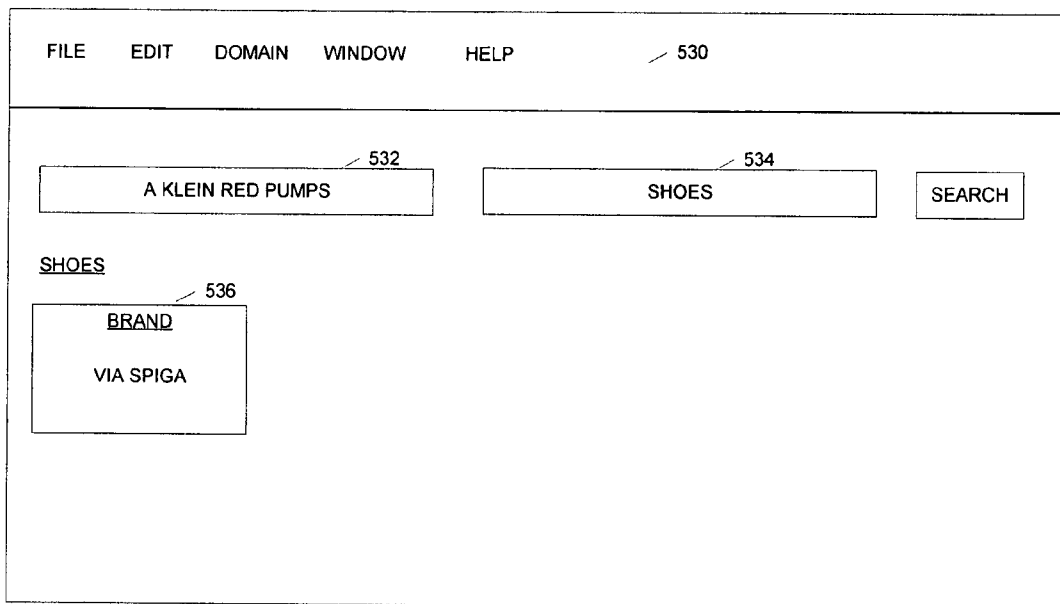 FILE EDIT DOMAIN WINDOW HELP 530
532 534
A KLEIN RED PUMPS SHOES SEARCH
SHOES
536
BRAND
VIA SPIGA